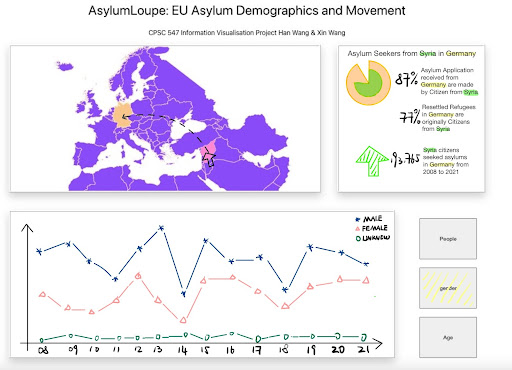 AsylumLoupe: EU Asylum Demographics and Movement
CPSC 547 Information Visualisation Project Han Wang & Xin Wang
Asylum Seekers from Syria in Germany
87%
Asylum Application
received from
Germany are made
by Citizen from Syria
77%
Resettled Refugees
in Germany are
originally Citizens
from Syria
93.765
Syria citizens
seeked asylums
in Germany from
2008 to 2021
MALE
FEMALE
UNKNOW
People
gender
Age
08 09 10 11 12 13 14 15 16 17 18 19 20 21